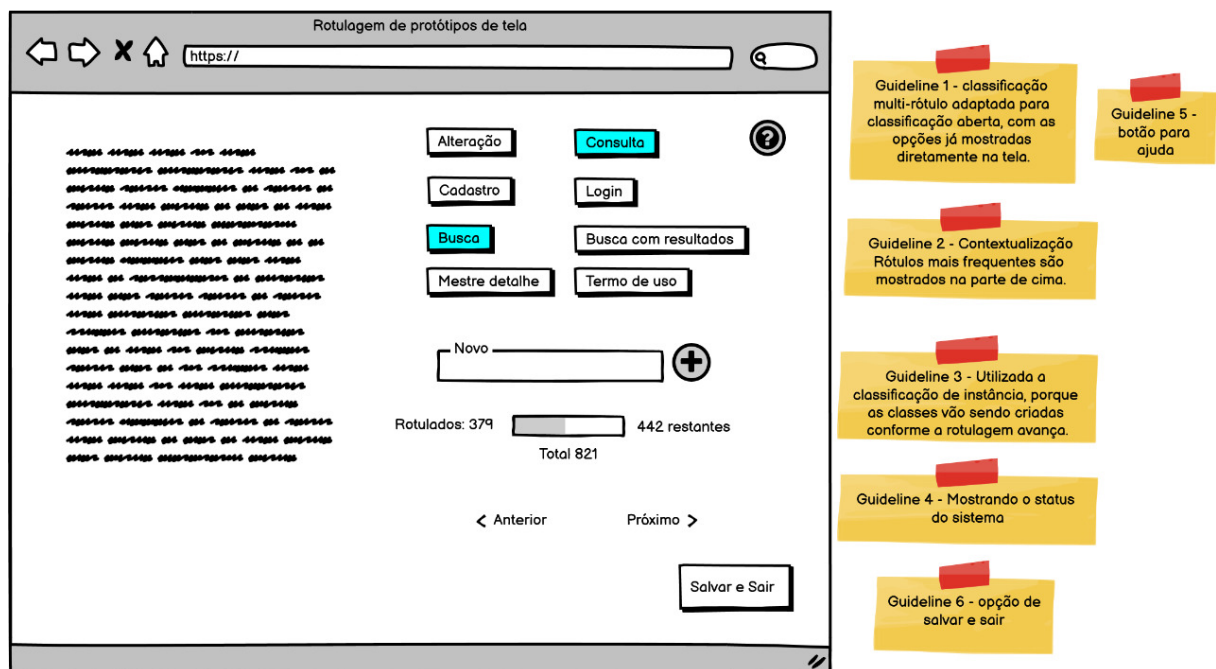 Rotulagem de protótipos de tela
https://
Alteração
Consulta
?
Cadastro
Login
Busca
Busca com resultados
Mestre detalhe
Termo de uso
Novo
Rotulados: 379
442 restantes
Total 821
< Anterior
Próximo >
Salvar e Sair
Guideline 1 - classificação
multi-rótulo adaptada para
classificação aberta, com as
opções já mostradas
diretamente na tela.
Guideline 5 -
botão para
ajuda
Guideline 2 - Contextualização
Rótulos mais frequentes são
mostrados na parte de cima.
Guideline 3 - Utilizada a
classificação de instância, porque
as classes vão sendo criadas
conforme a rotulagem avança.
Guideline 4 - Mostrando o status
do sistema
Guideline 6 - opção de
salvar e sair